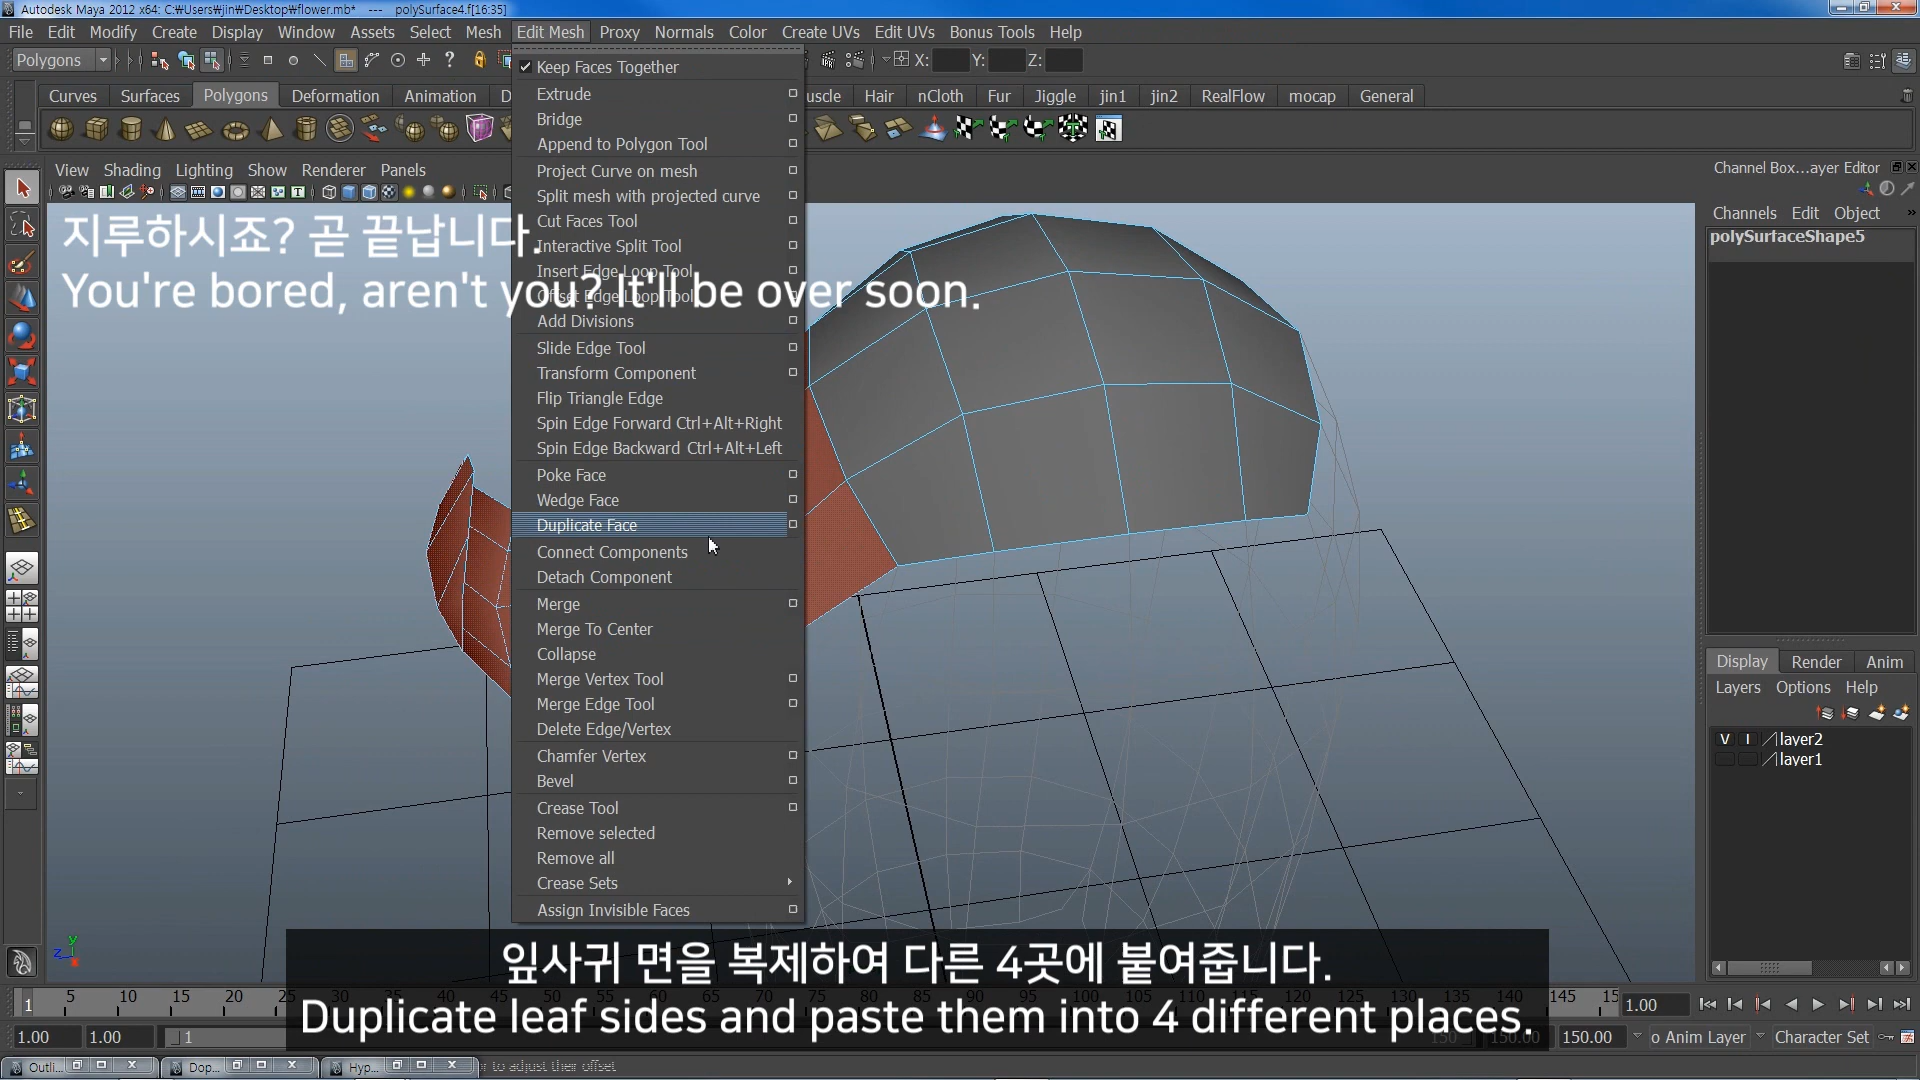 Autodesk Maya 2012 x64: C:₩Users₩jin₩Desktop₩flower.mb* --- polySurface4.f[16:35]
File Edit Modify Create Display Window Assets Select Mesh Edit Mesh Proxy Normals Color Create UVs Edit UVs Bonus Tools Help
Polygons
X: Y: Z:
Curves Surfaces Polygons Deformation Animation D
uscle Hair nCloth Fur Jiggle jin1 jin2 RealFlow mocap General
View Shading Lighting Show Renderer Panels
Channel Box...ayer Editor
Channels Edit Object
polySurfaceShape5
지루하시죠? 곧 끝납니다.
You're bored, aren't you? It'll be over soon.
Keep Faces Together
Extrude
Bridge
Append to Polygon Tool
Project Curve on mesh
Split mesh with projected curve
Cut Faces Tool
Interactive Split Tool
Insert Edge Loop Tool
Offset Edge Loop Tool
Add Divisions
Slide Edge Tool
Transform Component
Flip Triangle Edge
Spin Edge Forward Ctrl+Alt+Right
Spin Edge Backward Ctrl+Alt+Left
Poke Face
Wedge Face
Duplicate Face
Connect Components
Detach Component
Merge
Merge To Center
Collapse
Merge Vertex Tool
Merge Edge Tool
Delete Edge/Vertex
Chamfer Vertex
Bevel
Crease Tool
Remove selected
Remove all
Crease Sets
Assign Invisible Faces
Display Render Anim
Layers Options Help
V I layer2
layer1
y
z
잎사귀 면을 복제하여 다른 4곳에 붙여줍니다.
Duplicate leaf sides and paste them into 4 different places.
1 5 10 15 20 25 30 35 40 45 50 55 60 65 70 75 80 85 90 95 100 105 110 115 120 125 130 135 140 145 15
1.00
1.00 1.00 1 150 150.00 150.00 o Anim Layer Character Set
Outli... Dop... Hyp... or to adjust their offset